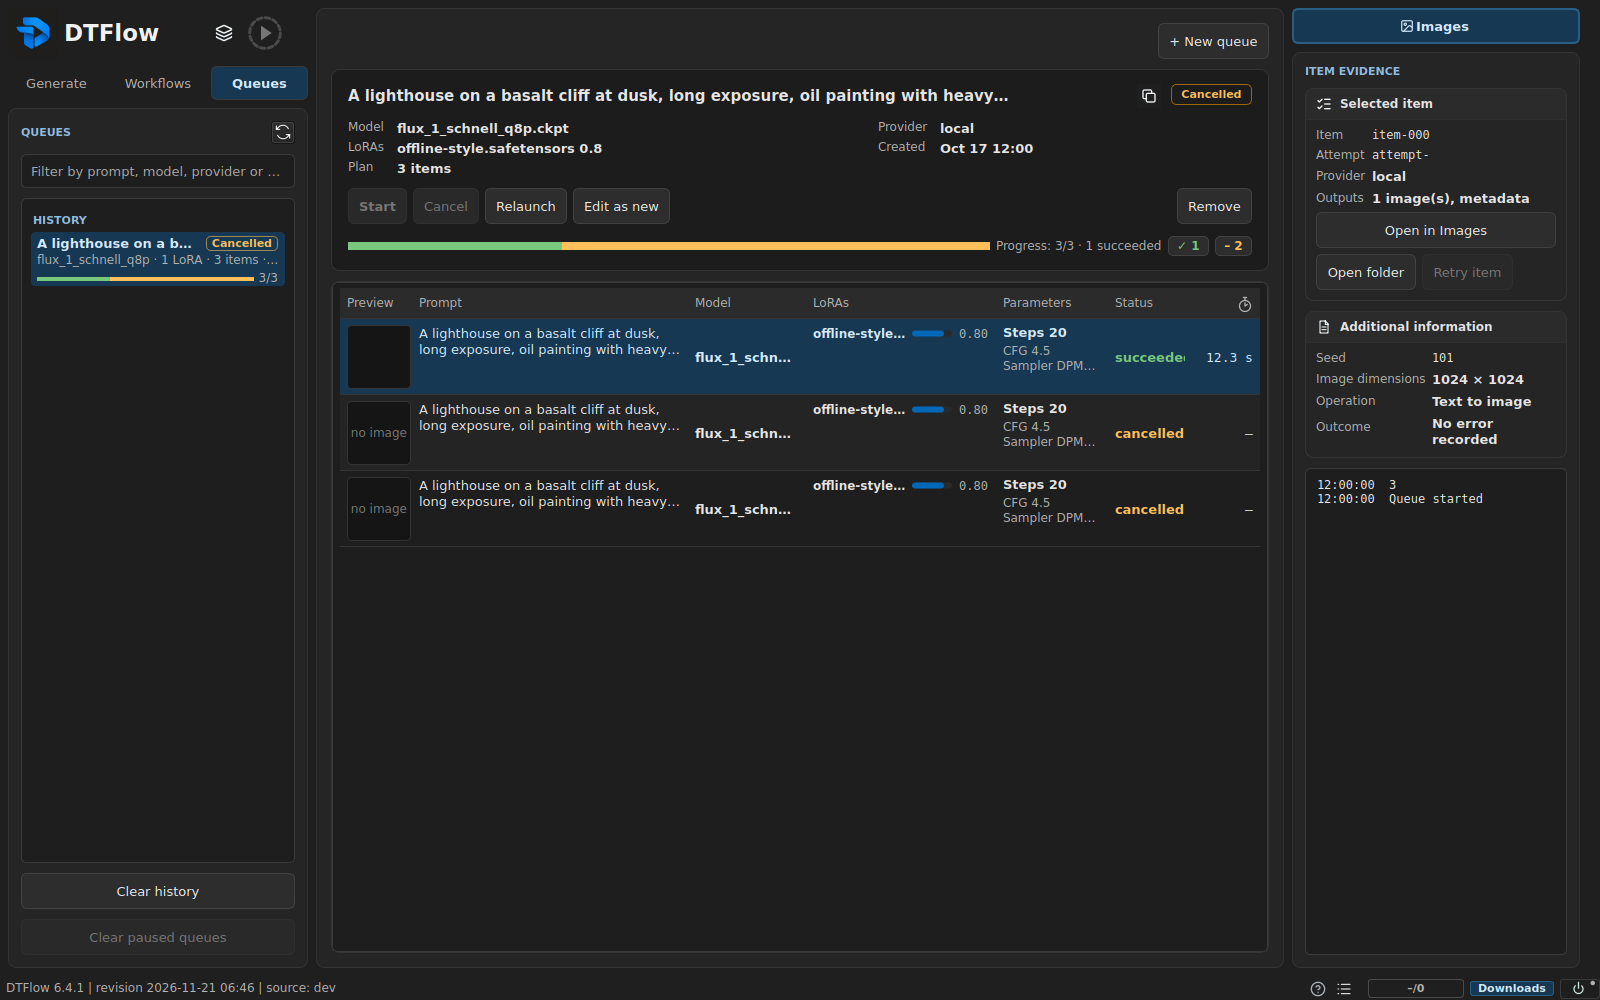 DTFlow
Generate
Workflows
Queues
QUEUES
Filter by prompt, model, provider or …
HISTORY
A lighthouse on a b… Cancelled
flux_1_schnell_q8p · 1 LoRA · 3 items ·…
3/3
Clear history
Clear paused queues
+ New queue
A lighthouse on a basalt cliff at dusk, long exposure, oil painting with heavy…
Cancelled
Model flux_1_schnell_q8p.ckpt
Provider local
LoRAs offline-style.safetensors 0.8
Created Oct 17 12:00
Plan 3 items
Start
Cancel
Relaunch
Edit as new
Remove
Progress: 3/3 · 1 succeeded ✓ 1 – 2
Preview Prompt Model LoRAs Parameters Status
A lighthouse on a basalt cliff at dusk,
long exposure, oil painting with heavy…
flux_1_schn…
offline-style… 0.80
Steps 20
CFG 4.5
Sampler DPM…
succeeded
12.3 s
no image
A lighthouse on a basalt cliff at dusk,
long exposure, oil painting with heavy…
flux_1_schn…
offline-style… 0.80
Steps 20
CFG 4.5
Sampler DPM…
cancelled
–
no image
A lighthouse on a basalt cliff at dusk,
long exposure, oil painting with heavy…
flux_1_schn…
offline-style… 0.80
Steps 20
CFG 4.5
Sampler DPM…
cancelled
–
Images
ITEM EVIDENCE
Selected item
Item item-000
Attempt attempt-
Provider local
Outputs 1 image(s), metadata
Open in Images
Open folder
Retry item
Additional information
Seed 101
Image dimensions 1024 × 1024
Operation Text to image
Outcome No error
recorded
12:00:00 3
12:00:00 Queue started
DTFlow 6.4.1 | revision 2026-11-21 06:46 | source: dev
–/0
Downloads